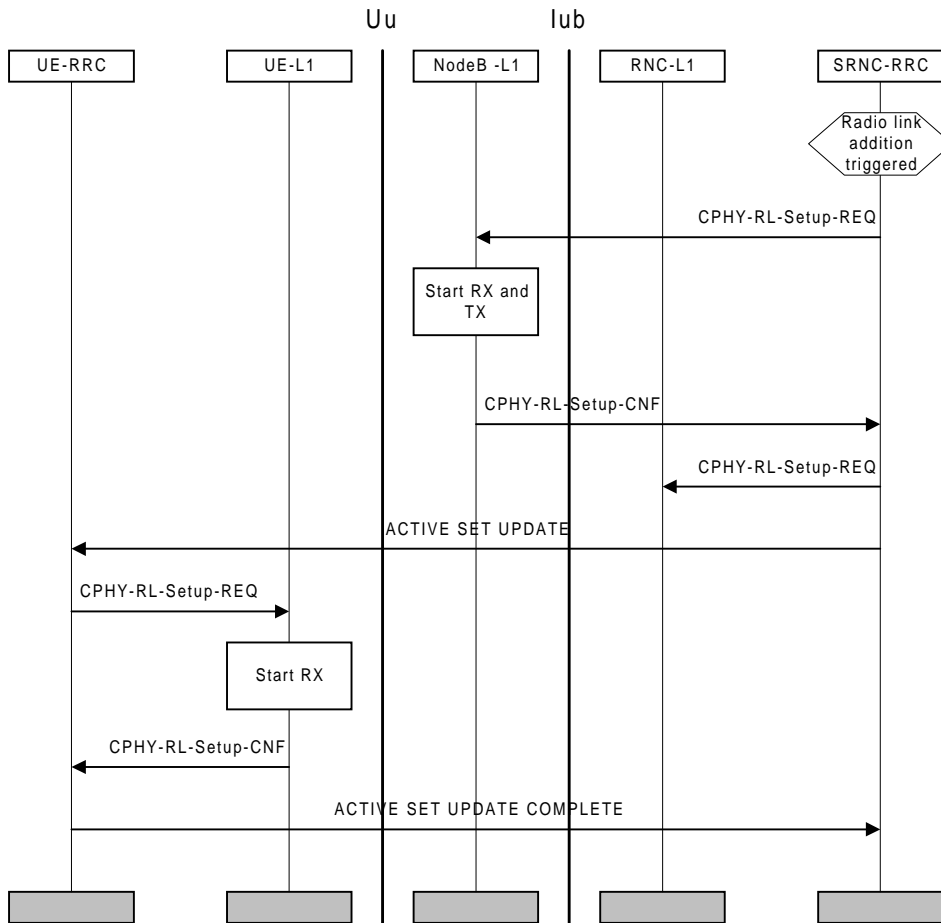 Uu
Iub
UE-RRC
UE-L1
NodeB -L1
RNC-L1
SRNC-RRC
Radio link
addition
triggered
CPHY-RL-Setup-REQ
Start RX and
TX
CPHY-RL-Setup-CNF
CPHY-RL-Setup-REQ
ACTIVE SET UPDATE
CPHY-RL-Setup-REQ
Start RX
CPHY-RL-Setup-CNF
ACTIVE SET UPDATE COMPLETE